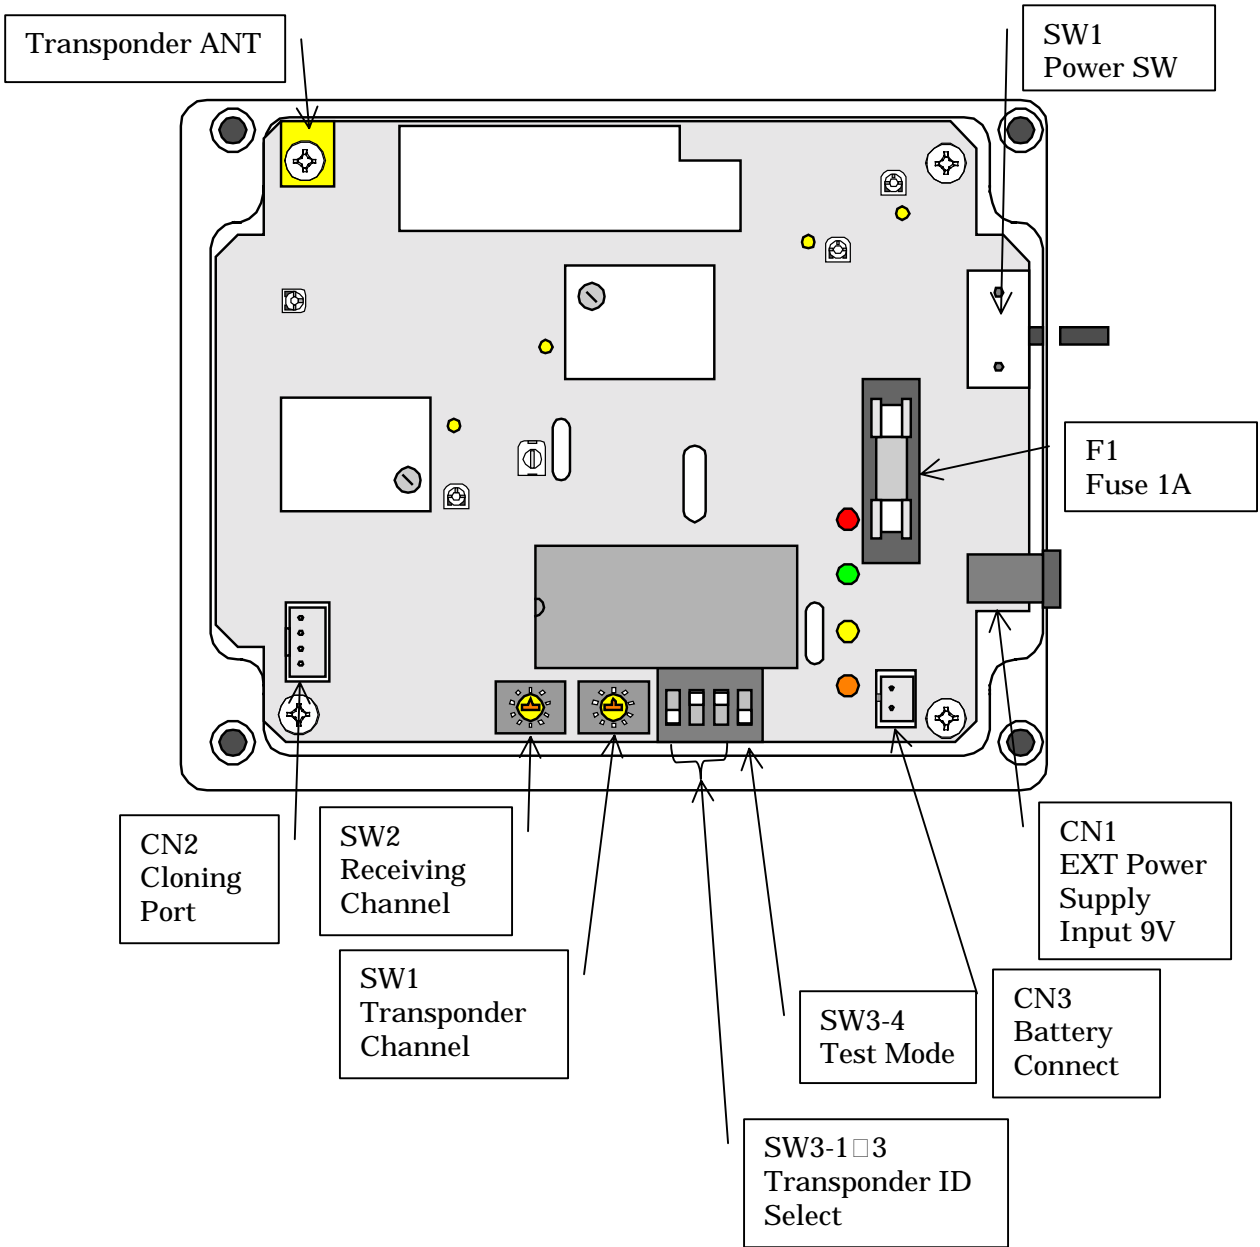 Transponder ANT
SW1
Power SW
F1
Fuse 1A
CN2
Cloning
Port
SW2
Receiving
Channel
SW1
Transponder
Channel
SW3-4
Test Mode
CN3
Battery
Connect
CN1
EXT Power
Supply
Input 9V
SW3-1□3
Transponder ID
Select